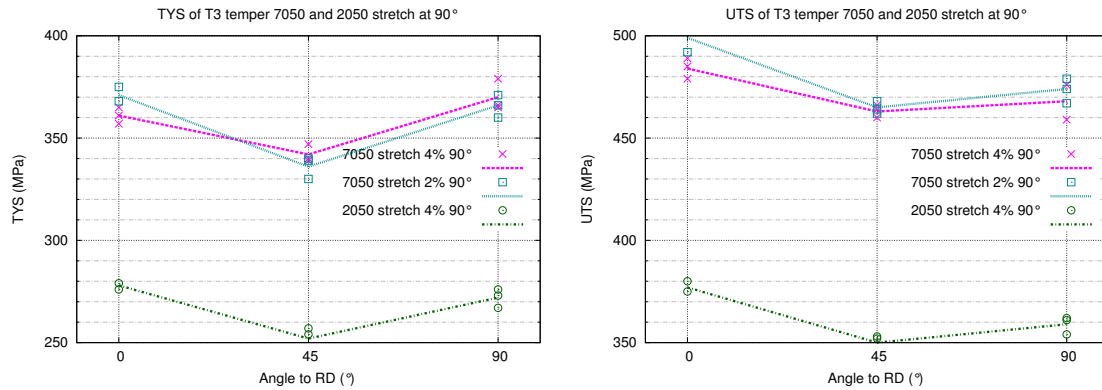 TYS of T3 temper 7050 and 2050 stretch at 90°
400
350
300
250
TYS (MPa)
0
45
90
Angle to RD (°)
7050 stretch 4% 90°
7050 stretch 2% 90°
2050 stretch 4% 90°
UTS of T3 temper 7050 and 2050 stretch at 90°
500
450
400
350
UTS (MPa)
0
45
90
Angle to RD (°)
7050 stretch 4% 90°
7050 stretch 2% 90°
2050 stretch 4% 90°